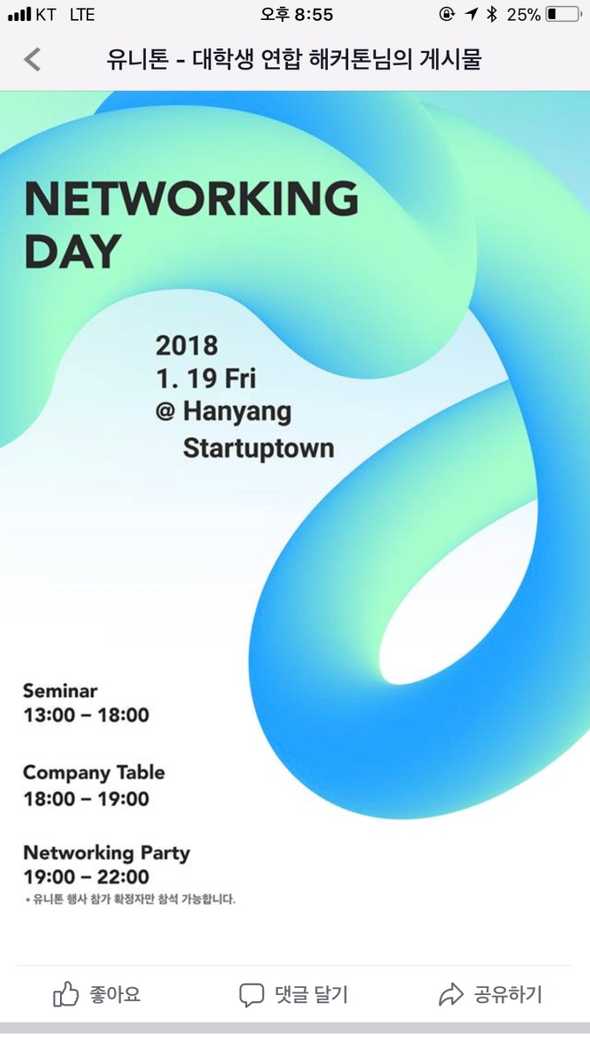 KT LTE 오후 8:55 25%
유니톤 - 대학생 연합 해커톤님의 게시물
NETWORKING
DAY
2018
1. 19 Fri
@ Hanyang
Startuptown
Seminar
13:00 – 18:00
Company Table
18:00 – 19:00
Networking Party
19:00 – 22:00
• 유니톤 행사 참가 확정자만 참석 가능합니다.
좋아요 댓글 달기 공유하기